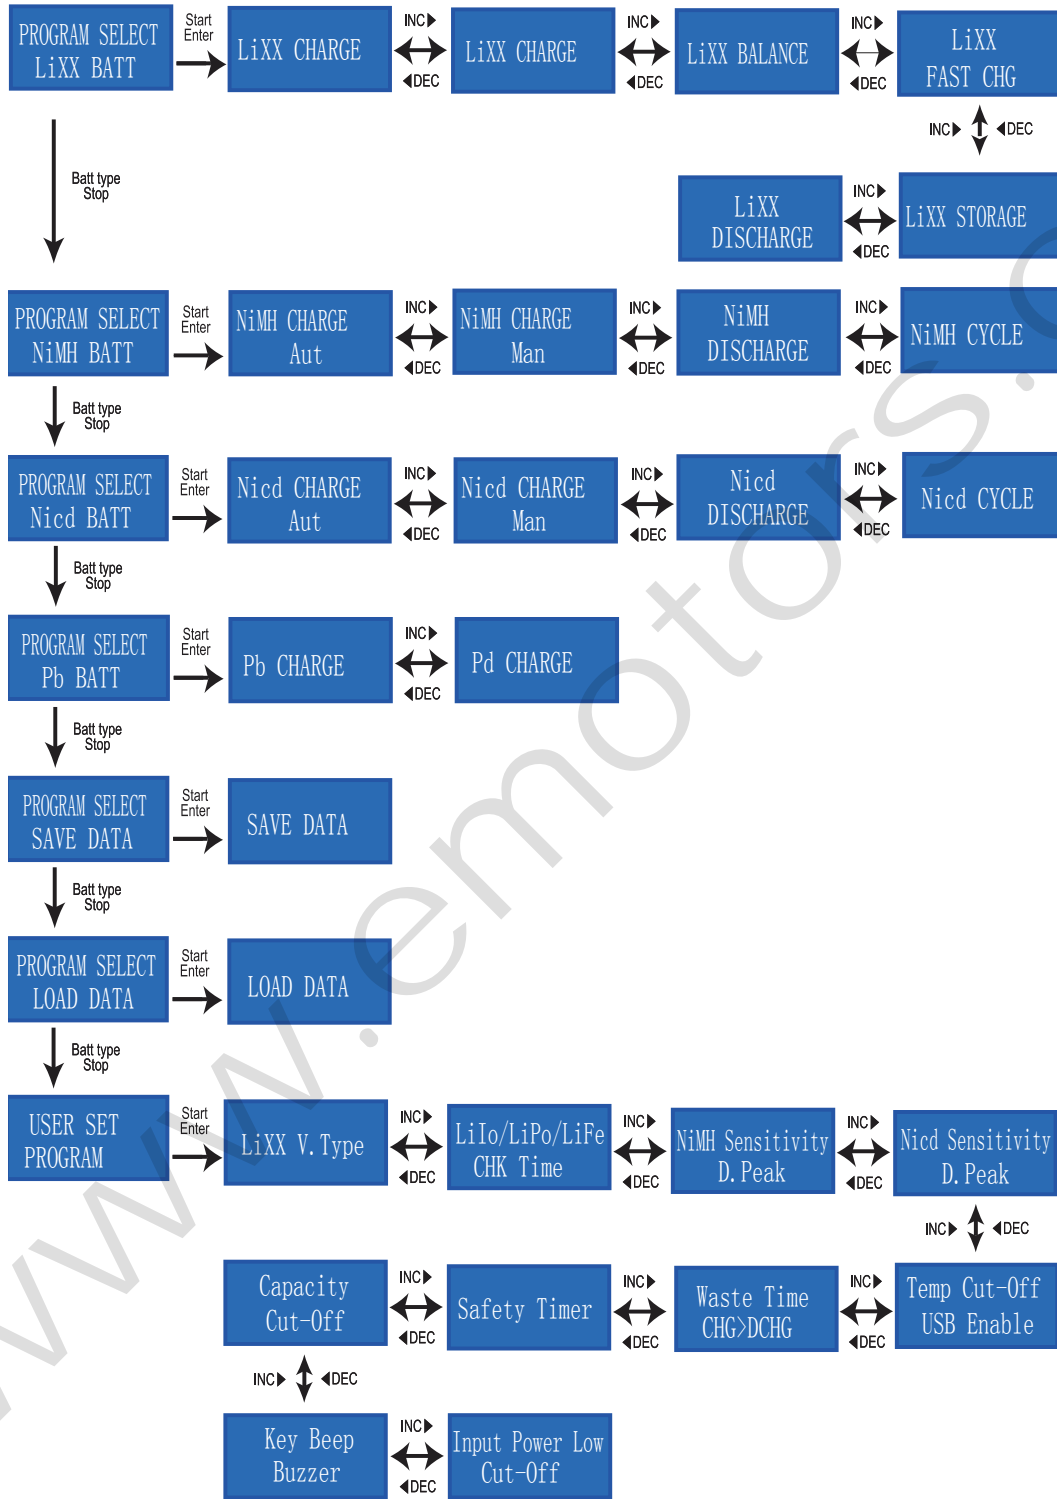 PROGRAM SELECT
LiXX BATT
Start
Enter
LiXX CHARGE
INC
DEC
LiXX CHARGE
INC
DEC
LiXX BALANCE
INC
DEC
LiXX
FAST CHG
INC
DEC
Batt type
Stop
LiXX
DISCHARGE
INC
DEC
LiXX STORAGE
PROGRAM SELECT
NiMH BATT
Start
Enter
NiMH CHARGE
Aut
INC
DEC
NiMH CHARGE
Man
INC
DEC
NiMH
DISCHARGE
INC
DEC
NiMH CYCLE
Batt type
Stop
PROGRAM SELECT
Nicd BATT
Start
Enter
Nicd CHARGE
Aut
INC
DEC
Nicd CHARGE
Man
INC
DEC
Nicd
DISCHARGE
INC
DEC
Nicd CYCLE
Batt type
Stop
PROGRAM SELECT
Pb BATT
Start
Enter
Pb CHARGE
INC
DEC
Pd CHARGE
Batt type
Stop
PROGRAM SELECT
SAVE DATA
Start
Enter
SAVE DATA
Batt type
Stop
PROGRAM SELECT
LOAD DATA
Start
Enter
LOAD DATA
Batt type
Stop
USER SET
PROGRAM
Start
Enter
LiXX V.Type
INC
DEC
LiIo/LiPo/LiFe
CHK Time
INC
DEC
NiMH Sensitivity
D.Peak
INC
DEC
Nicd Sensitivity
D.Peak
INC
DEC
Capacity
Cut-Off
INC
DEC
Safety Timer
INC
DEC
Waste Time
CHG>DCHG
INC
DEC
Temp Cut-Off
USB Enable
INC
DEC
Key Beep
Buzzer
INC
DEC
Input Power Low
Cut-Off
www.emotors.c